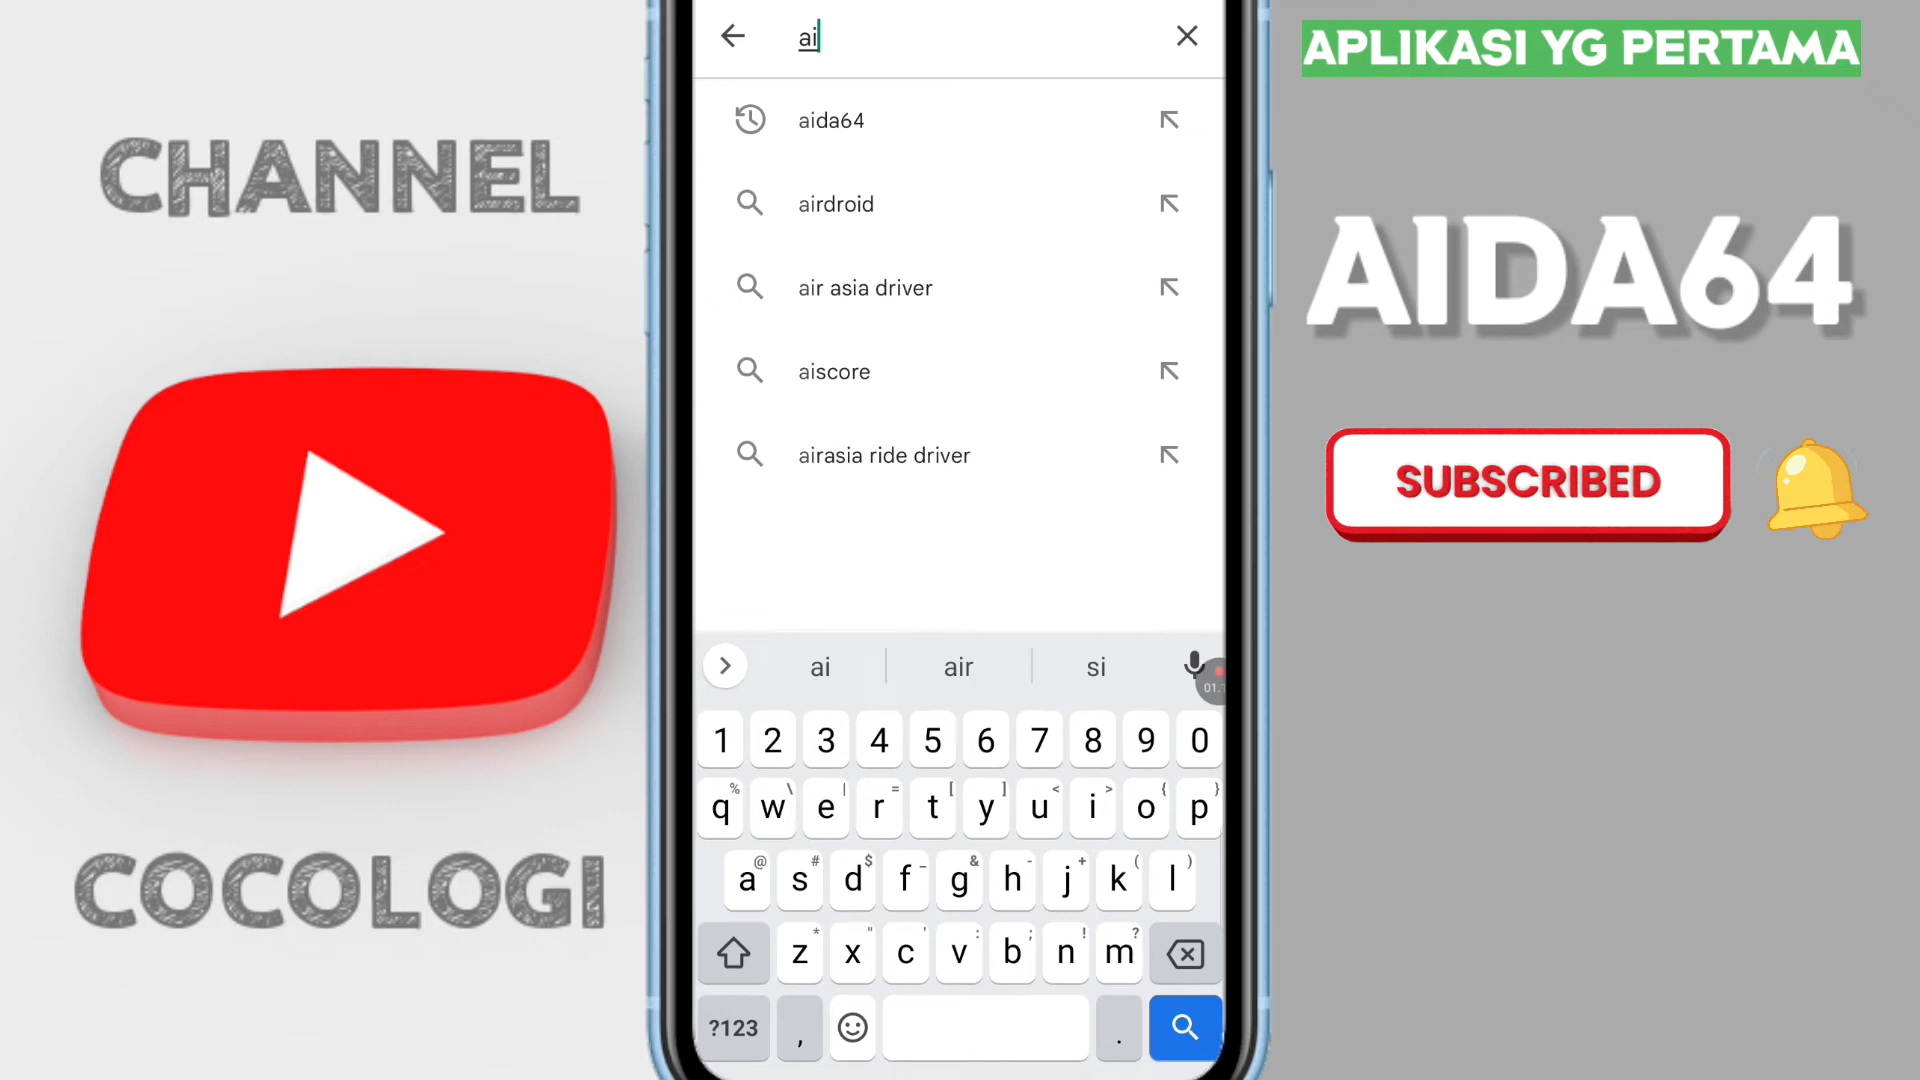 CHANNEL
COCOLOGI
ai
aida64
airdroid
air asia driver
aiscore
airasia ride driver
ai air si
1 2 3 4 5 6 7 8 9 0
% \ | = [ ] < > { }
q w e r t y u i o p
@ # $ _ & - + ( )
a s d f g h j k l
* " ' : ; ! ?
z x c v b n m
?123 , .
APLIKASI YG PERTAMA
AIDA64
SUBSCRIBED